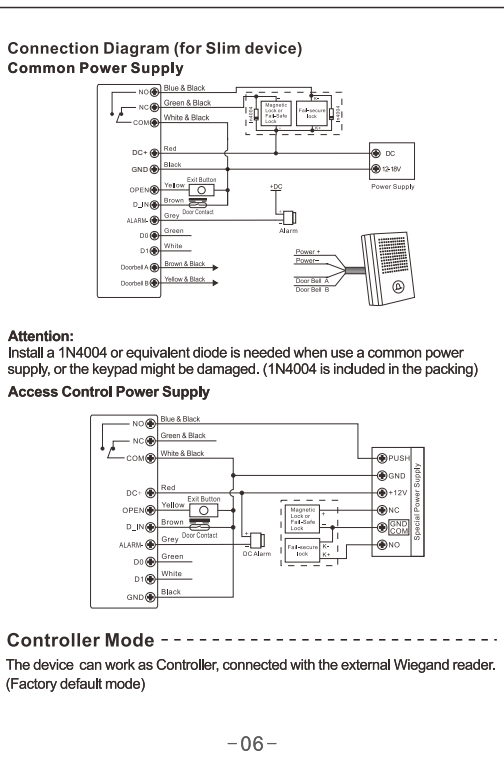 Connection Diagram (for Slim device)
Common Power Supply
NO Blue & Black
NC Green & Black
COM White & Black
1N4004
Magnetic
Lock or
Fail-Safe
Lock
-
+
K-
Fail-secure
lock
K+
1N4004
DC+ Red
GND Black
DC
12-18V
Power Supply
OPEN Yellow
Exit Button
D_IN Brown
Door Contact
ALARM- Grey
+DC
+
-
Alarm
D0 Green
D1 White
Doorbell A Brown & Black
Doorbell B Yellow & Black
Power +
Power-
Door Bell A
Door Bell B
Attention:
Install a 1N4004 or equivalent diode is needed when use a common power
supply, or the keypad might be damaged. (1N4004 is included in the packing)
Access Control Power Supply
NO Blue & Black
NC Green & Black
COM White & Black
DC+ Red
OPEN Yellow
Exit Button
D_IN Brown
Door Contact
ALARM- Grey
+
-
DC Alarm
D0 Green
D1 White
GND Black
Magnetic
Lock or
Fail-Safe
Lock
+
-
Fail-secure
lock
K-
K+
PUSH
GND
+12V
NC
GND
COM
NO
Special Power Supply
Controller Mode
The device can work as Controller, connected with the external Wiegand reader.
(Factory default mode)
-06-